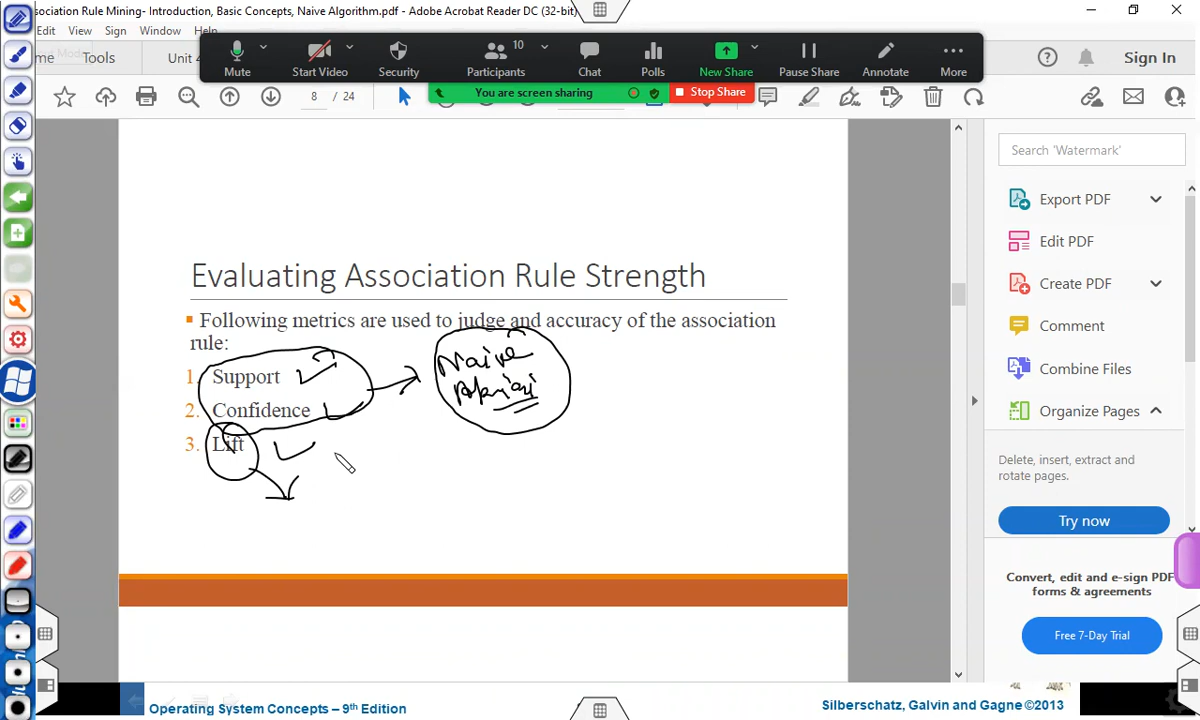 sociation Rule Mining- Introduction, Basic Concepts, Naive Algorithm.pdf - Adobe Acrobat Reader DC (32-bit)
Edit View Sign Window Help
me Tools Unit 4
Mute Start Video Security Participants 10 Chat Polls New Share Pause Share Annotate More
Sign In
You are screen sharing Stop Share
8 / 24
Search 'Watermark'
Export PDF
Edit PDF
Create PDF
Comment
Combine Files
Organize Pages
Delete, insert, extract and
rotate pages.
Try now
Convert, edit and e-sign PDF
forms & agreements
Free 7-Day Trial
Evaluating Association Rule Strength
Following metrics are used to judge and accuracy of the association
rule:
1. Support
2. Confidence
3. Lift
Naive
Apriori
Operating System Concepts – 9th Edition
Silberschatz, Galvin and Gagne ©2013